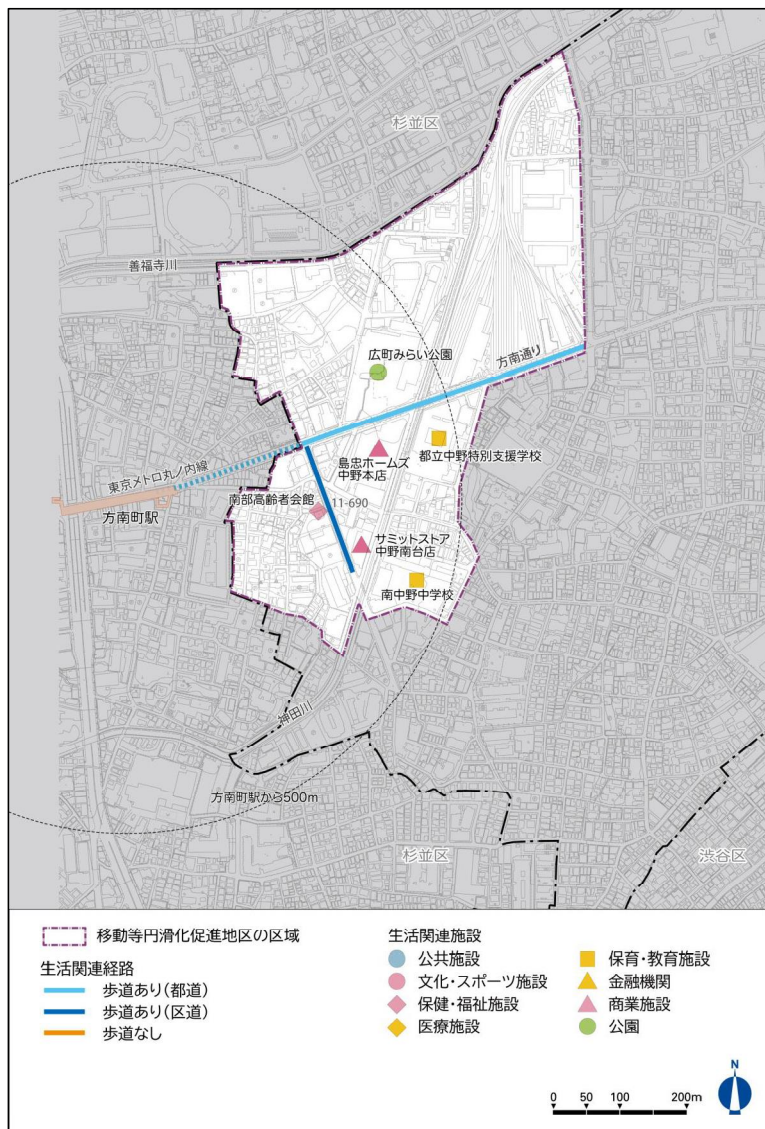 杉並区
善福寺川
広町みらい公園
方南通り
東京メトロ丸ノ内線
島忠ホームズ
中野本店
都立中野特別支援学校
方南町駅
南部高齢者会館
11-690
サミットストア
中野南台店
南中野中学校
神田川
方南町駅から500m
杉並区
渋谷区
移動等円滑化促進地区の区域
生活関連経路
歩道あり(都道)
歩道あり(区道)
歩道なし
生活関連施設
公共施設
文化・スポーツ施設
保健・福祉施設
医療施設
保育・教育施設
金融機関
商業施設
公園
0 50 100 200m
N